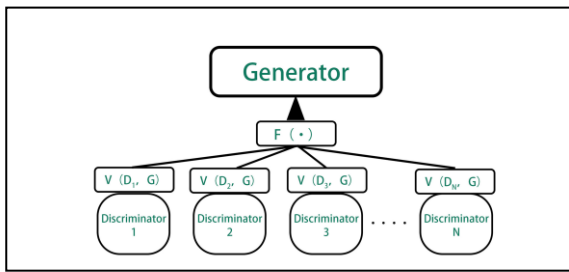 Generator
F (·)
V (D₁, G) V (D₂, G) V (D₃, G) V (Dₙ, G)
Discriminator Discriminator Discriminator Discriminator
1 2 3 .... N